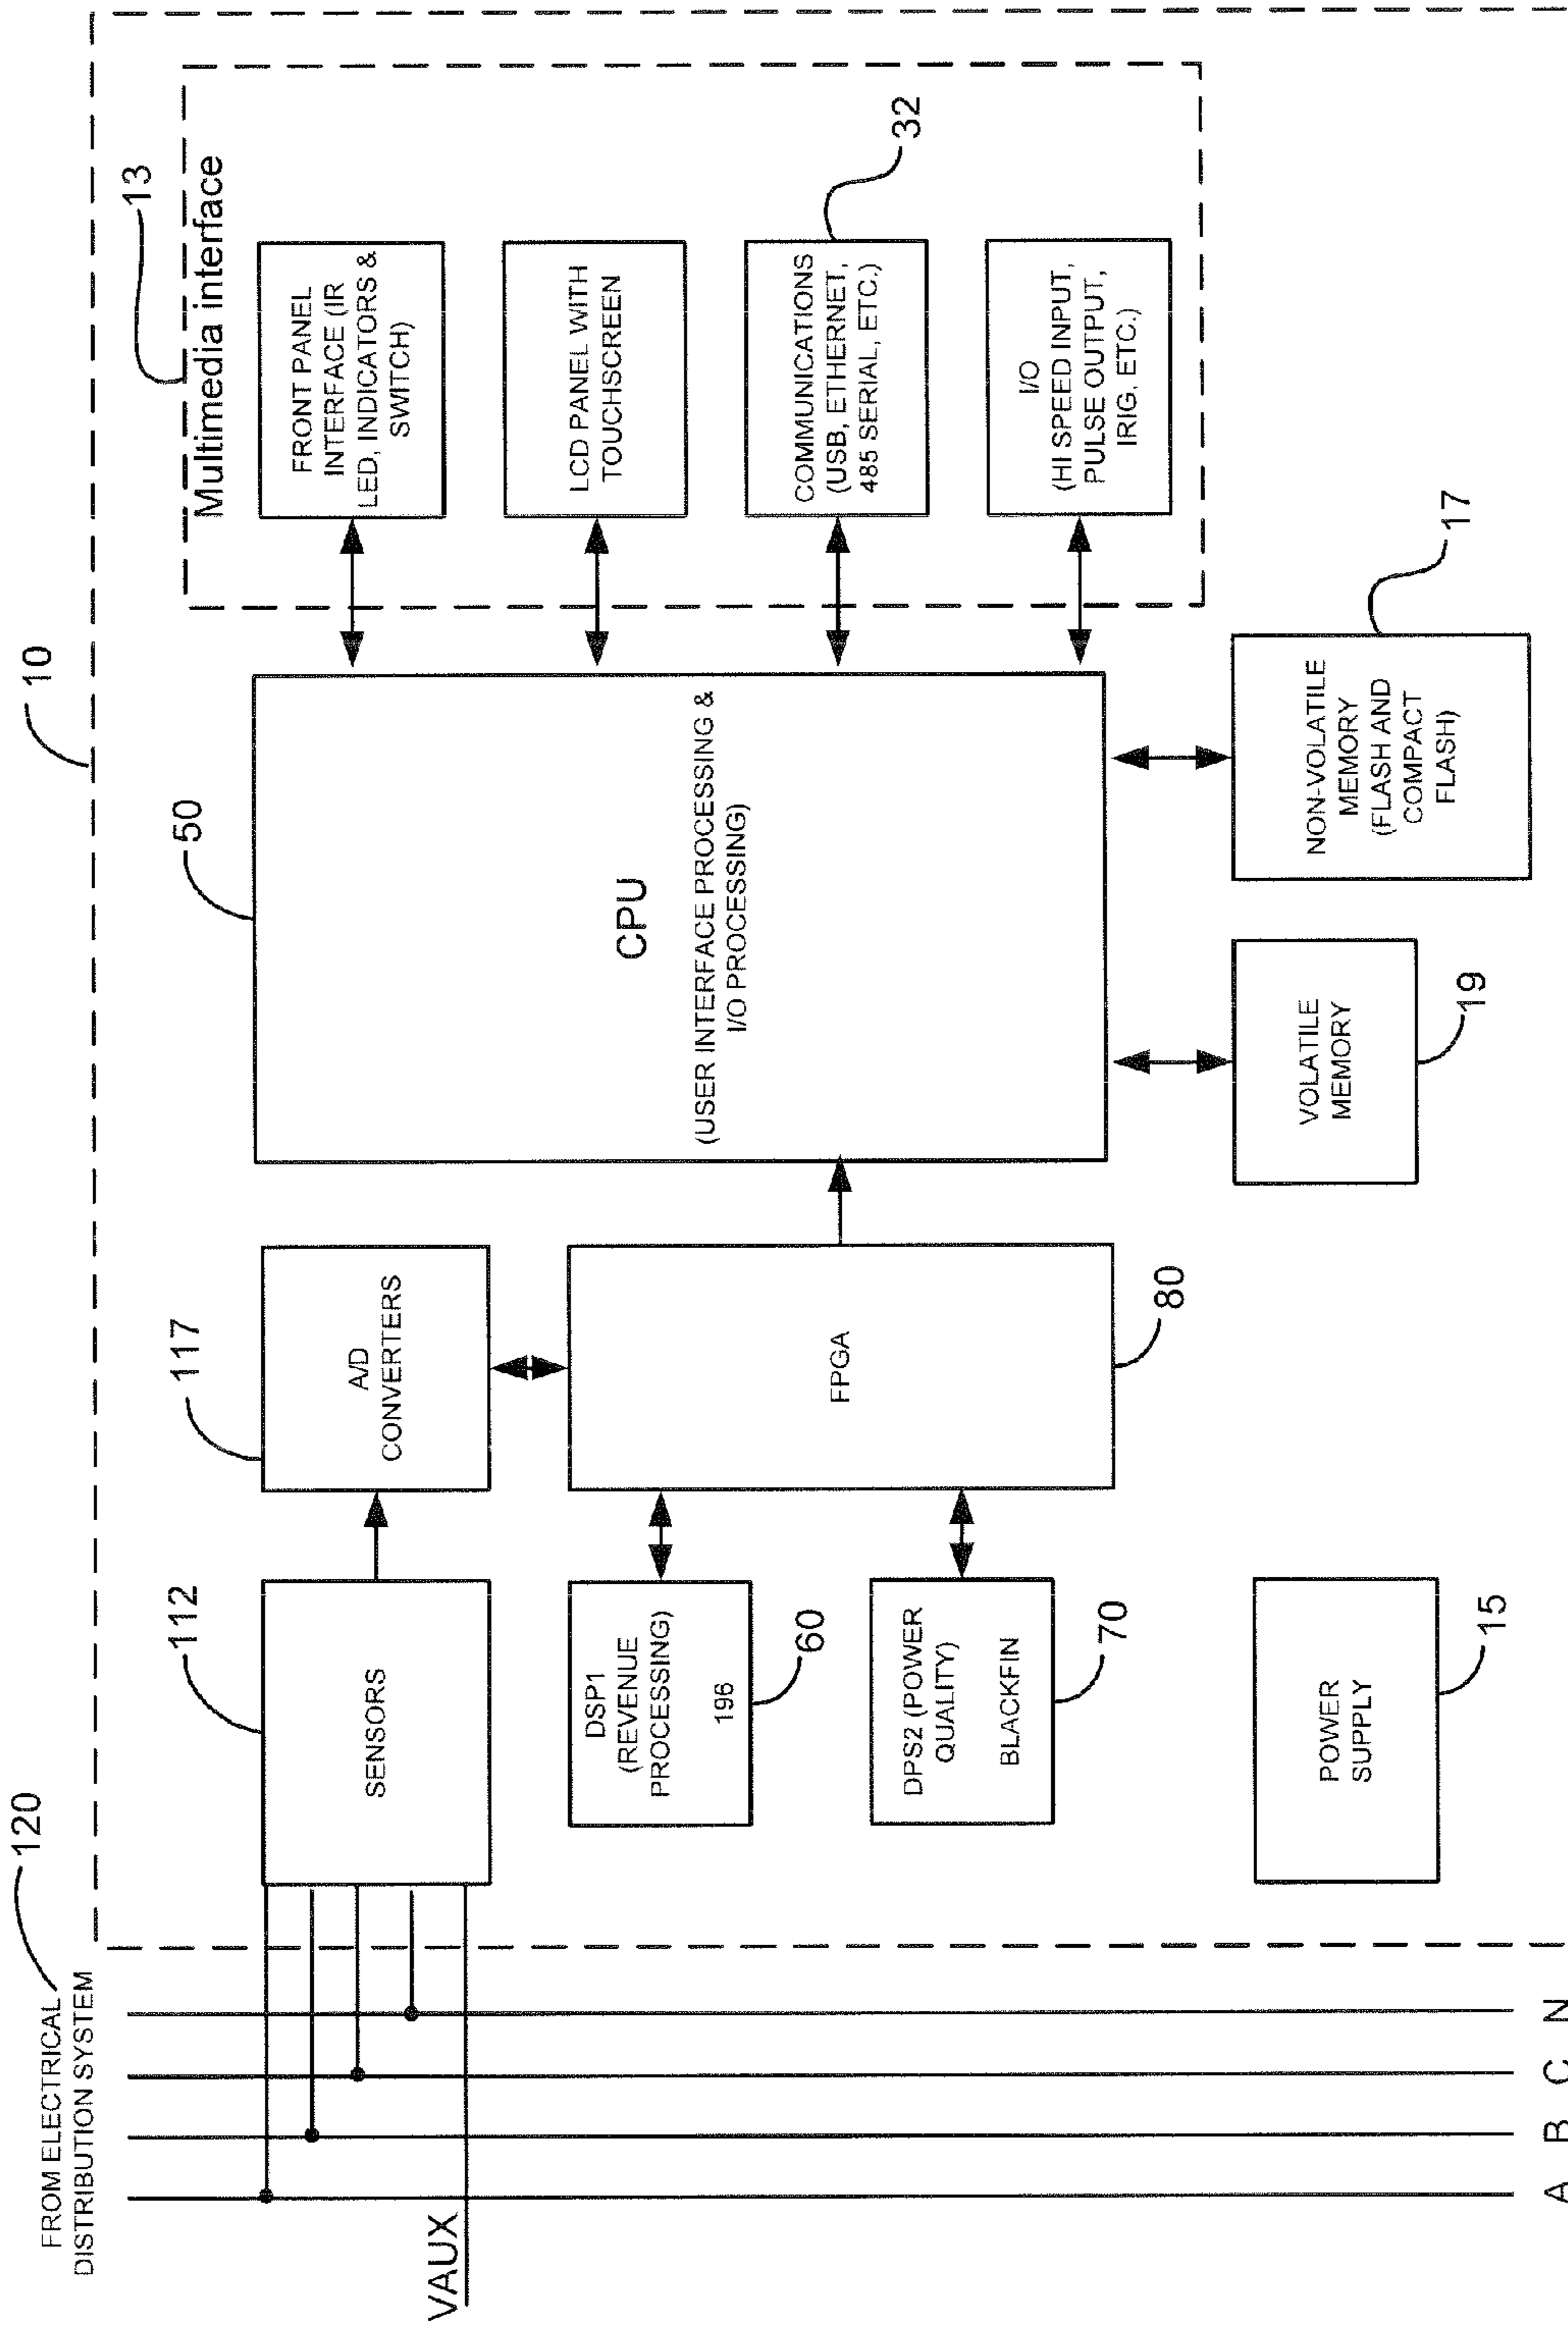 FROM ELECTRICAL
DISTRIBUTION SYSTEM
120
10
13
Multimedia interface
VAUX
SENSORS
112
A/D
CONVERTERS
117
CPU
(USER INTERFACE PROCESSING &
I/O PROCESSING)
50
FRONT PANEL
INTERFACE (IR
LED, INDICATORS &
SWITCH)
LCD PANEL WITH
TOUCHSCREEN
COMMUNICATIONS
(USB, ETHERNET,
485 SERIAL, ETC.)
32
I/O
(HI SPEED INPUT,
PULSE OUTPUT,
IRIG. ETC.)
DSP1
(REVENUE
PROCESSING)
196
60
DPS2 (POWER
QUALITY)
BLACKFIN
70
FPGA
80
POWER
SUPPLY
15
VOLATILE
MEMORY
19
NON-VOLATILE
MEMORY
(FLASH AND
COMPACT
FLASH)
17
A B C N